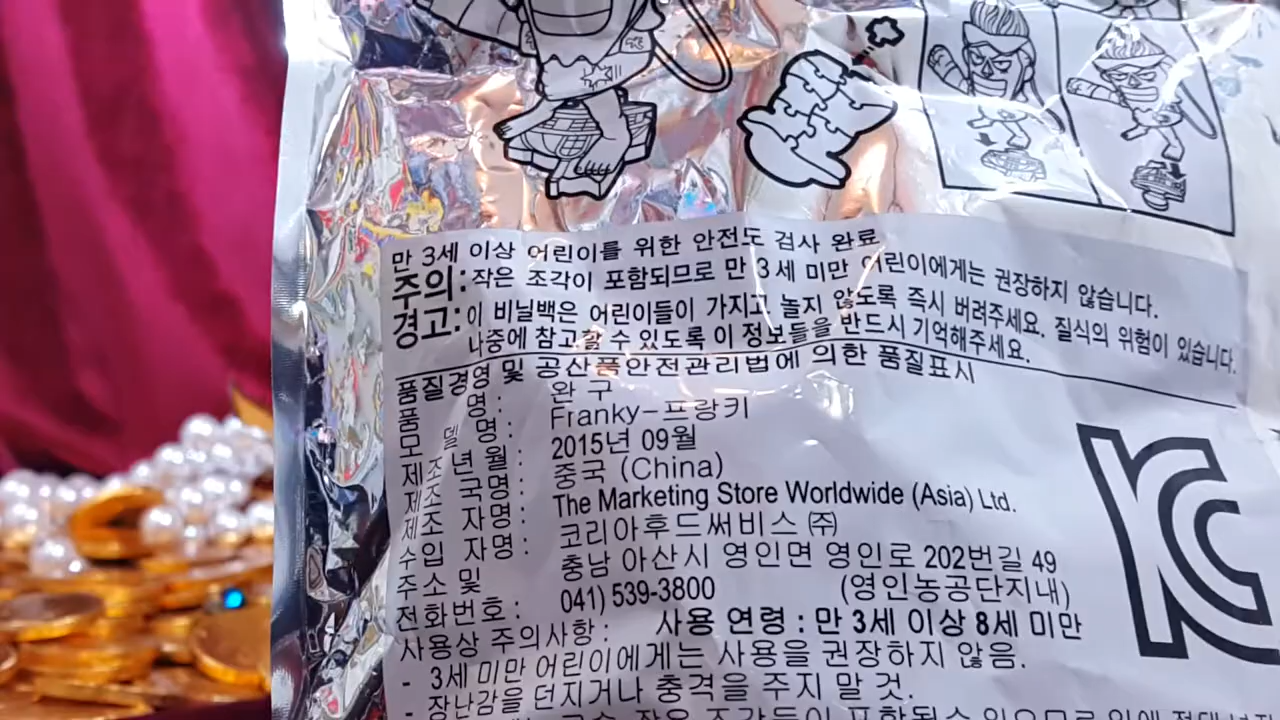 만 3세 이상 어린이를 위한 안전도 검사 완료
주의: 작은 조각이 포함되므로 만 3세 미만 어린이에게는 권장하지 않습니다.
경고: 이 비닐백은 어린이들이 가지고 놀지 않도록 즉시 버려주세요. 질식의 위험이 있습니다.
나중에 참고할 수 있도록 이 정보들을 반드시 기억해주세요.
품질경영 및 공산품안전관리법에 의한 품질표시
품 명 : 완 구
모 델 명 : Franky-프랑키
제조년월 : 2015년 09월
제조 국명 : 중국 (China)
제조 자명 : The Marketing Store Worldwide (Asia) Ltd.
수입 자명 : 코리아후드써비스 ㈜
주소 및 충남 아산시 영인면 영인로 202번길 49
전화번호 : 041) 539-3800 (영인농공단지내)
사용상 주의사항 : 사용 연령 : 만 3세 이상 8세 미만
- 3세 미만 어린이에게는 사용을 권장하지 않음.
- 장난감을 던지거나 충격을 주지 말 것.